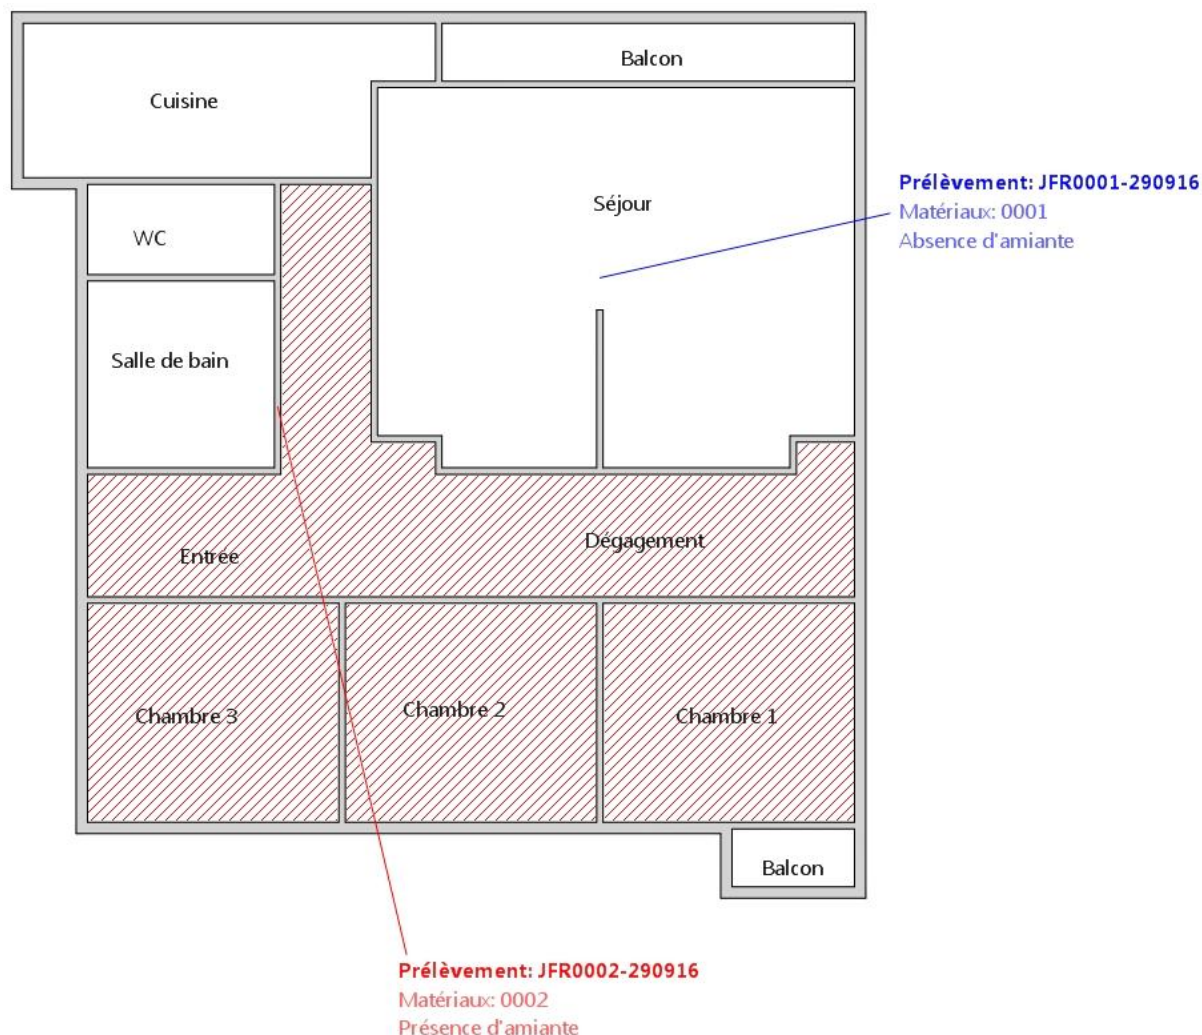 Balcon
Cuisine
Prélèvement: JFR0001-290916
Matériaux: 0001
Absence d'amiante
Séjour
WC
Salle de bain
Entree
Dégagement
Chambre 3
Chambre 2
Chambre 1
Balcon
Prélèvement: JFR0002-290916
Matériaux: 0002
Présence d'amiante